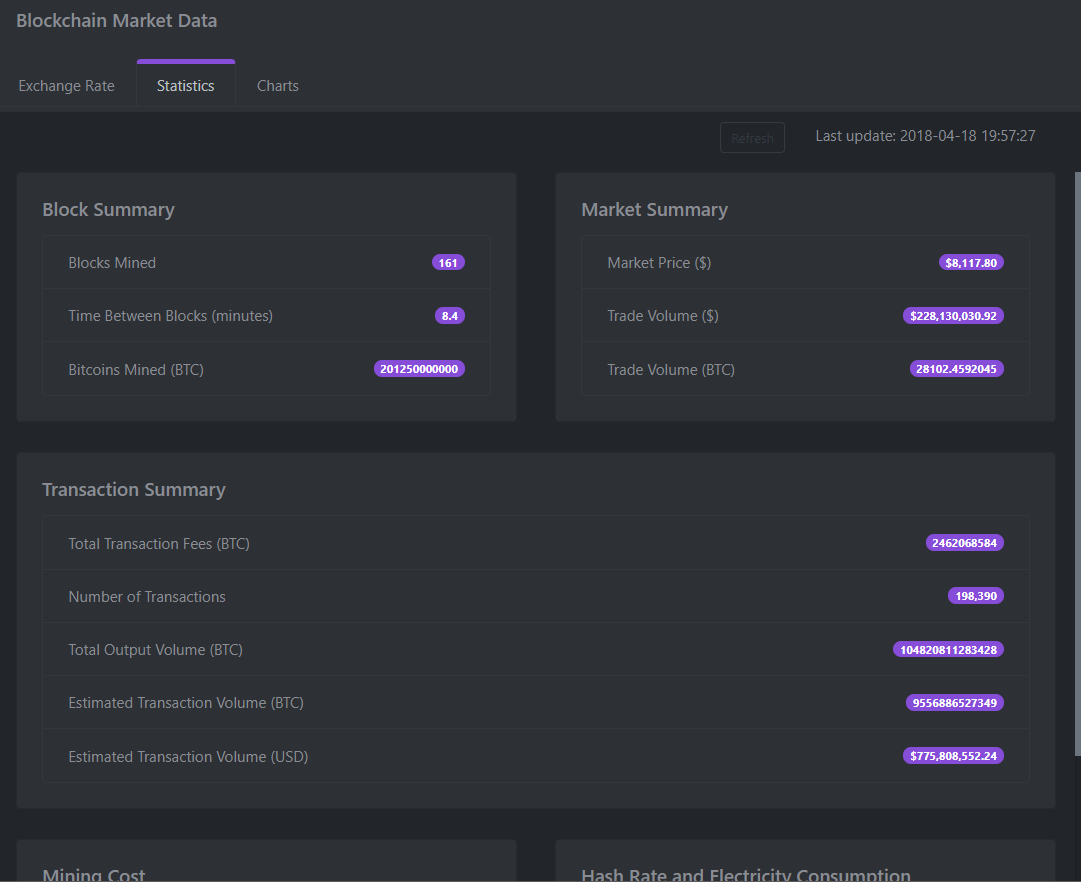 Blockchain Market Data
Exchange Rate Statistics Charts
Refresh Last update: 2018-04-18 19:57:27
Block Summary
Blocks Mined 161
Time Between Blocks (minutes) 8.4
Bitcoins Mined (BTC) 201250000000
Market Summary
Market Price ($) $8,117.80
Trade Volume ($) $228,130,030.92
Trade Volume (BTC) 28102.4592045
Transaction Summary
Total Transaction Fees (BTC) 2462068584
Number of Transactions 198,390
Total Output Volume (BTC) 104820811283428
Estimated Transaction Volume (BTC) 9556886527349
Estimated Transaction Volume (USD) $775,808,552.24
Mining Cost
Hash Rate and Electricity Consumption